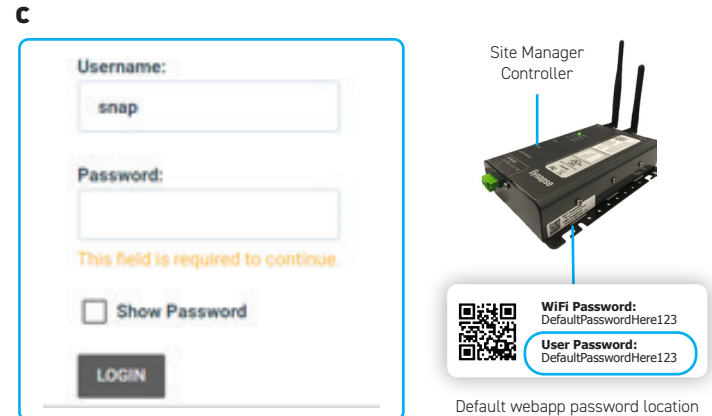 C
Username:
snap
Password:
This field is required to continue.
Show Password
LOGIN
Site Manager
Controller
Synapse
WiFi Password:
DefaultPasswordHere123
User Password:
DefaultPasswordHere123
Default webapp password location